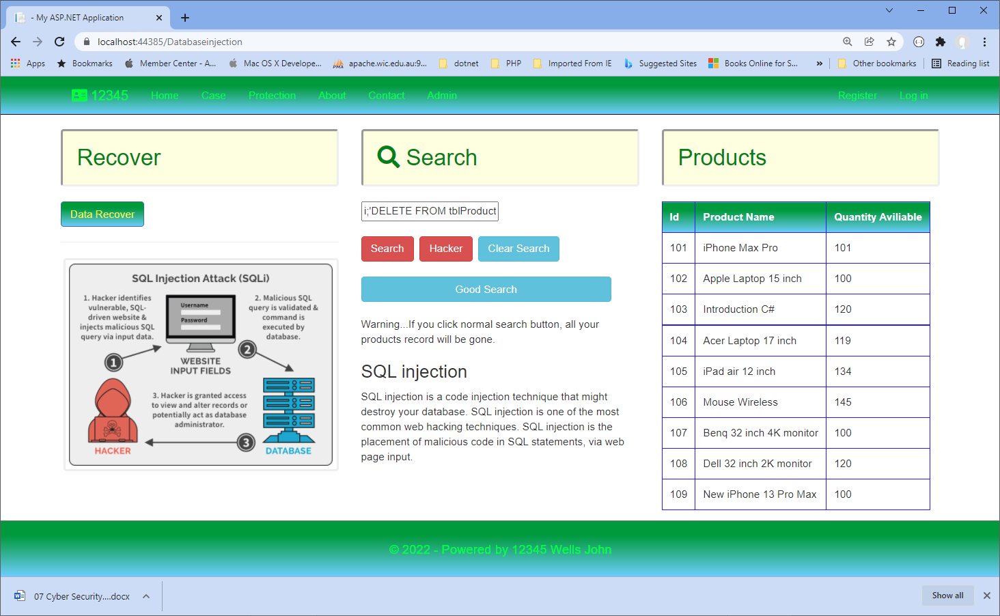 - My ASP.NET Application
localhost:44385/Databaseinjection
Apps Bookmarks Member Center - A... Mac OS X Develope... apache.wic.edu.au:9... dotnet PHP Imported From IE Suggested Sites Books Online for S... » Other bookmarks Reading list
12345 Home Case Protection About Contact Admin Register Log in
Recover
Data Recover
SQL Injection Attack (SQLi)
1. Hacker identifies
vulnerable, SQL-
driven website &
injects malicious SQL
query via input data.
Username
Password
2. Malicious SQL
query is validated &
command is
executed by
database.
1
2
WEBSITE
INPUT FIELDS
3. Hacker is granted access
to view and alter records or
potentially act as database
administrator.
3
HACKER
DATABASE
Search
i;'DELETE FROM tblProduct
Search Hacker Clear Search
Good Search
Warning...If you click normal search button, all your
products record will be gone.
SQL injection
SQL injection is a code injection technique that might
destroy your database. SQL injection is one of the most
common web hacking techniques. SQL injection is the
placement of malicious code in SQL statements, via web
page input.
Products
Id Product Name Quantity Aviliable
101 iPhone Max Pro 101
102 Apple Laptop 15 inch 100
103 Introduction C# 120
104 Acer Laptop 17 inch 119
105 iPad air 12 inch 134
106 Mouse Wireless 145
107 Benq 32 inch 4K monitor 100
108 Dell 32 inch 2K monitor 120
109 New iPhone 13 Pro Max 100
© 2022 - Powered by 12345 Wells John
07 Cyber Security....docx
Show all